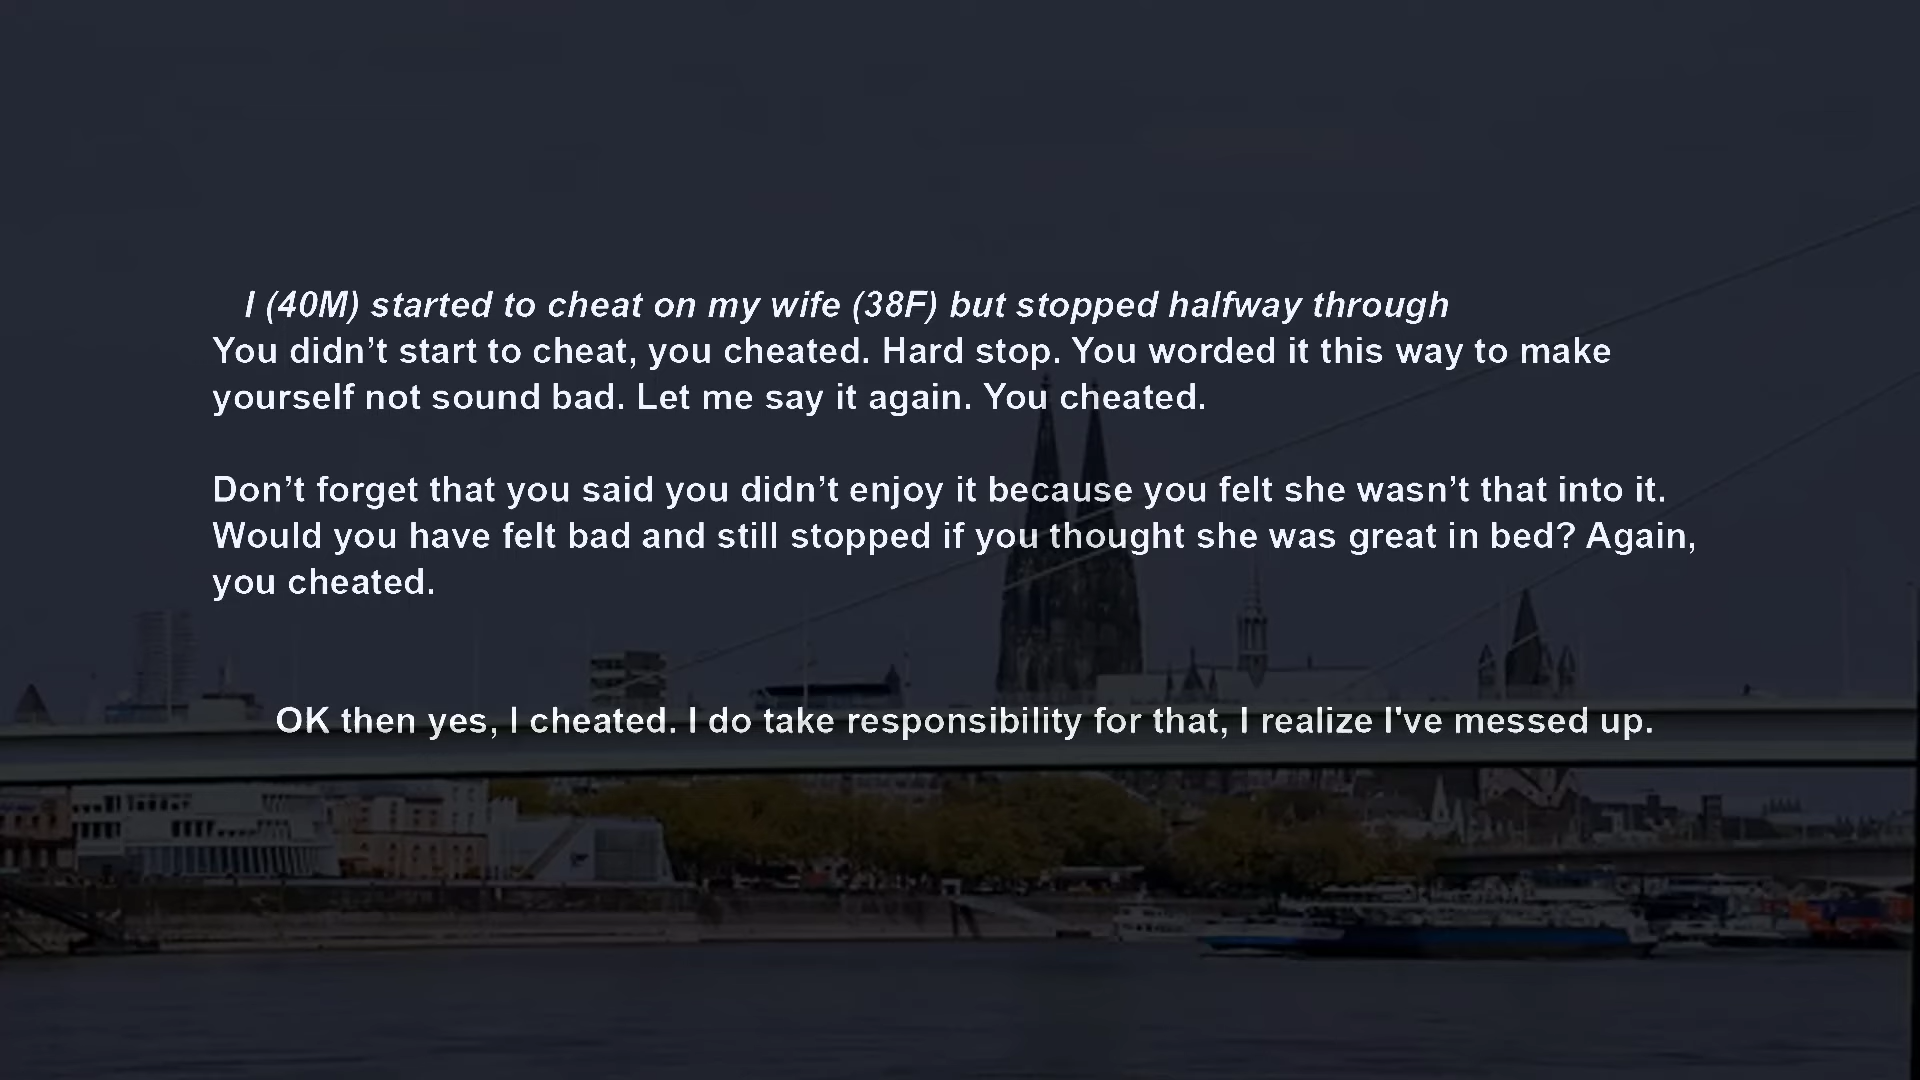 I (40M) started to cheat on my wife (38F) but stopped halfway through
You didn’t start to cheat, you cheated. Hard stop. You worded it this way to make
yourself not sound bad. Let me say it again. You cheated.
Don’t forget that you said you didn’t enjoy it because you felt she wasn’t that into it.
Would you have felt bad and still stopped if you thought she was great in bed? Again,
you cheated.
OK then yes, I cheated. I do take responsibility for that, I realize I've messed up.